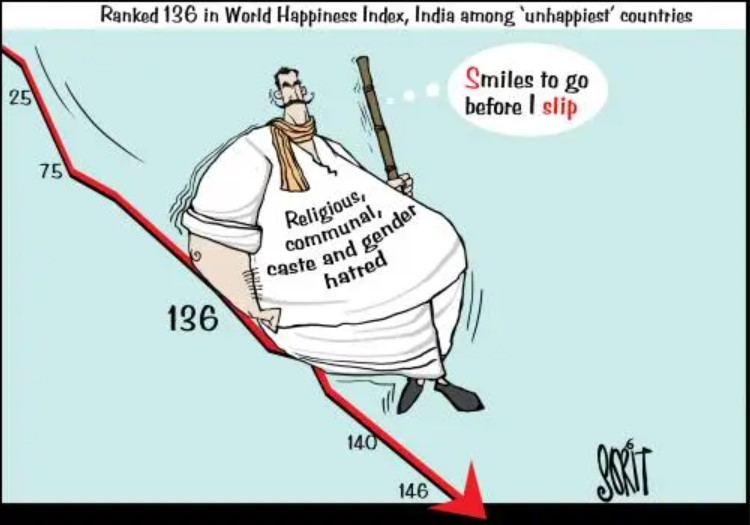 Ranked 136 in World Happiness Index, India among 'unhappiest' countries
Smiles to go
before I slip
25
75
Religious,
communal,
caste and gender
hatred
136
140
146
SORIT